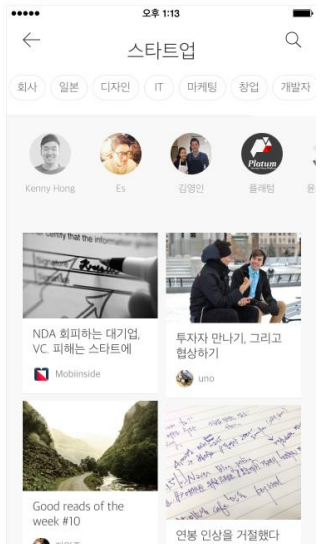 오후 1:13
스타트업
회사 일본 디자인 IT 마케팅 창업 개발자
Platum
Kenny Hong Es 김영인 플래텀
certify that the information
NDA 회피하는 대기업,
VC. 피해는 스타트에
Mobiinside
투자자 만나기, 그리고
협상하기
uno
Good reads of the
week #10
연봉 인상을 거절했다